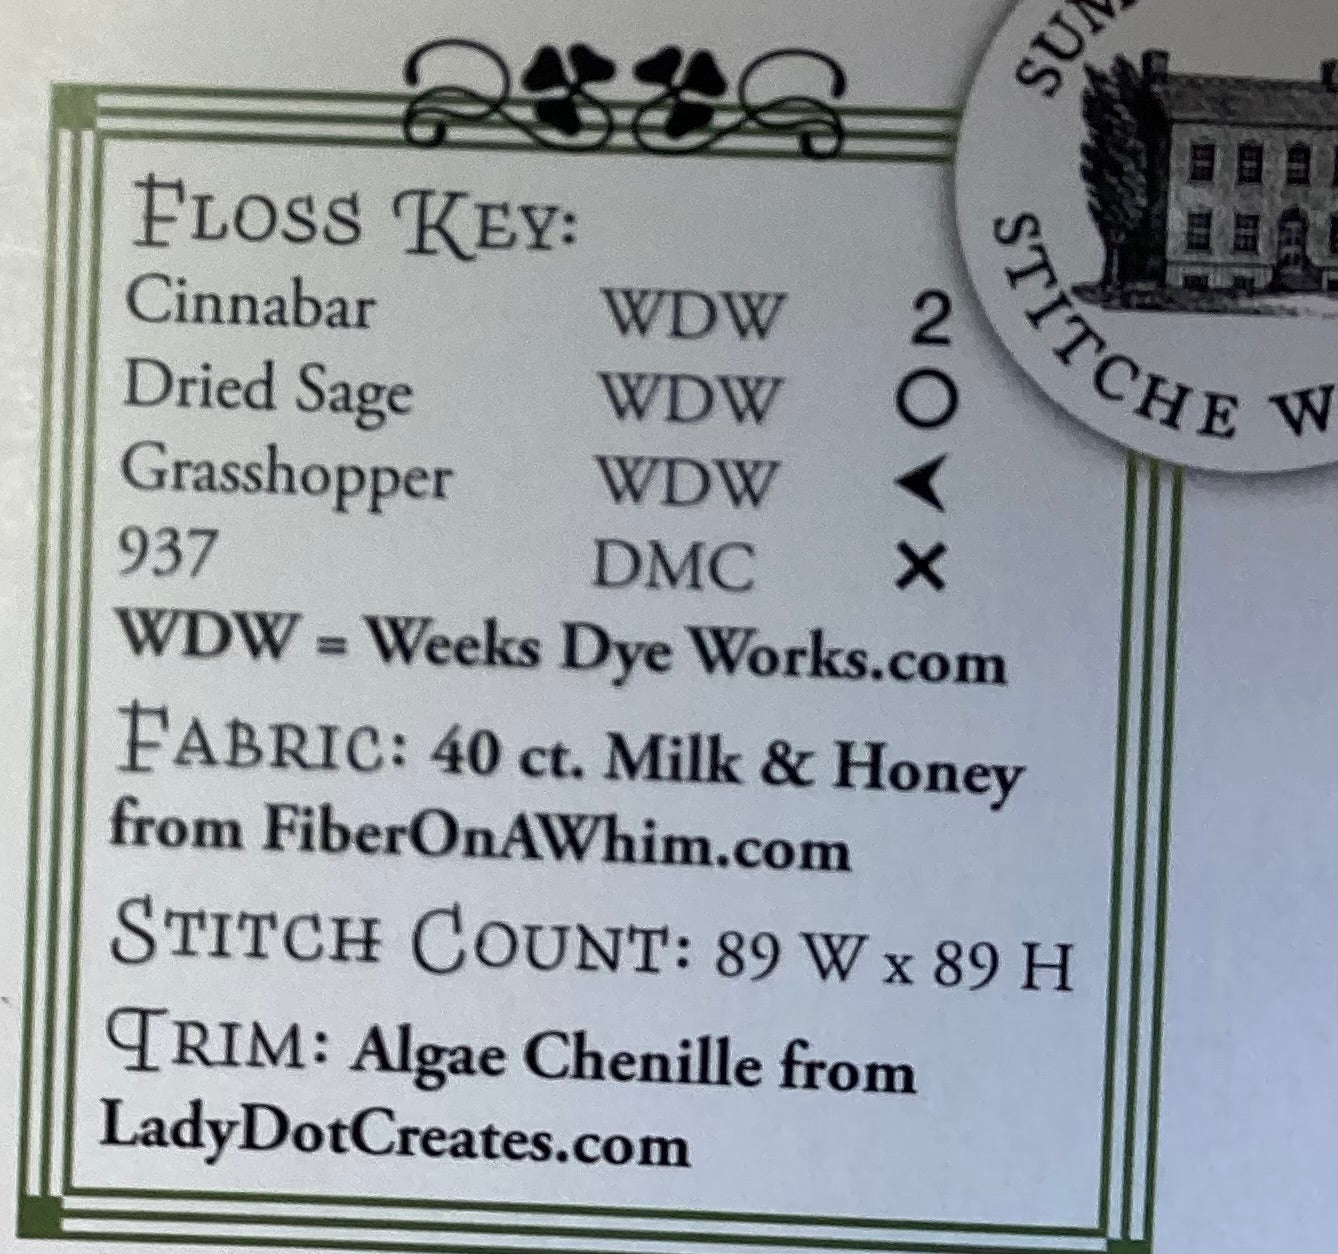 FLOSS KEY:
Cinnabar WDW 2
Dried Sage WDW O
Grasshopper WDW ➤
937 DMC X
WDW = Weeks Dye Works.com
FABRIC: 40 ct. Milk & Honey
from FiberOnAWhim.com
STITCH COUNT: 89 W x 89 H
TRIM: Algae Chenille from
LadyDotCreates.com
STITCHE